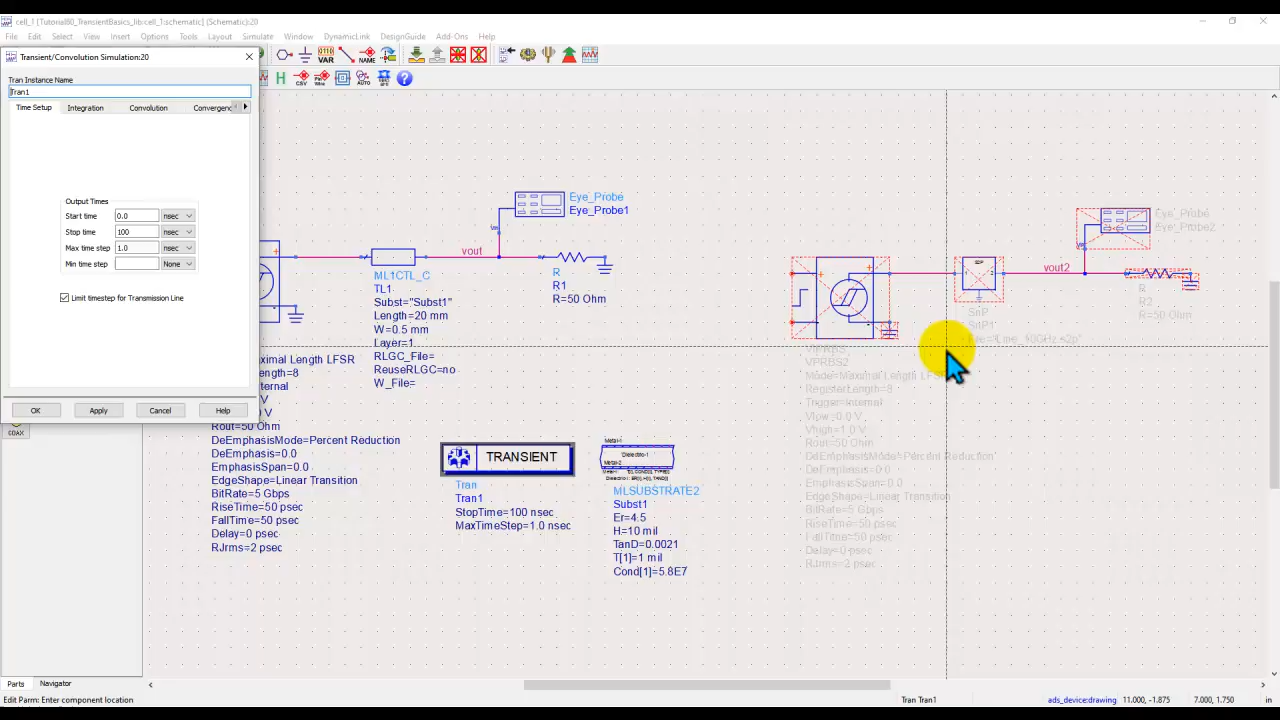 cell_1 [Tutorial80_TransientBasics_lib:cell_1:schematic] (Schematic):20
File Edit Select View Insert Options Tools Layout Simulate Window DynamicLink DesignGuide Add-Ons Help
VAR
NAME
Transient/Convolution Simulation:20
Tran Instance Name
Tran1
Time Setup Integration Convolution Convergenc
Output Times
Start time 0.0 nsec
Stop time 100 nsec
Max time step 1.0 nsec
Min time step None
Limit timestep for Transmission Line
OK Apply Cancel Help
COAX
Eye_Probe
Eye_Probe1
vout
R
R1
R=50 Ohm
ML1CTL_C
TL1
Subst="Subst1"
Length=20 mm
W=0.5 mm
Layer=1
RLGC_File=
ReuseRLGC=no
W_File=
Rout=50 Ohm
DeEmphasisMode=Percent Reduction
DeEmphasis=0.0
EmphasisSpan=0.0
EdgeShape=Linear Transition
BitRate=5 Gbps
RiseTime=50 psec
FallTime=50 psec
Delay=0 psec
RJrms=2 psec
TRANSIENT
Tran
Tran1
StopTime=100 nsec
MaxTimeStep=1.0 nsec
MLSUBSTRATE2
Subst1
Er=4.5
H=10 mil
TanD=0.0021
T[1]=1 mil
Cond[1]=5.8E7
Eye_Probe
Eye_Probe2
vout2
R
R2
R=50 Ohm
SnP
SnP1
VtPRBS
VPRBS2
Mode=Maximal Length LFSR
RegisterLength=8
Trigger=Internal
Vlow=0.0 V
Vhigh=1.0 V
Rout=50 Ohm
DeEmphasisMode=Percent Reduction
DeEmphasis=0.0
EmphasisSpan=0.0
EdgeShape=Linear Transition
BitRate=5 Gbps
RiseTime=50 psec
FallTime=50 psec
Delay=0 psec
RJrms=2 psec
Parts Navigator
Edit Parm: Enter component location Tran Tran1 ads_device:drawing 11.000, -1.875 7.000, 1.750 in